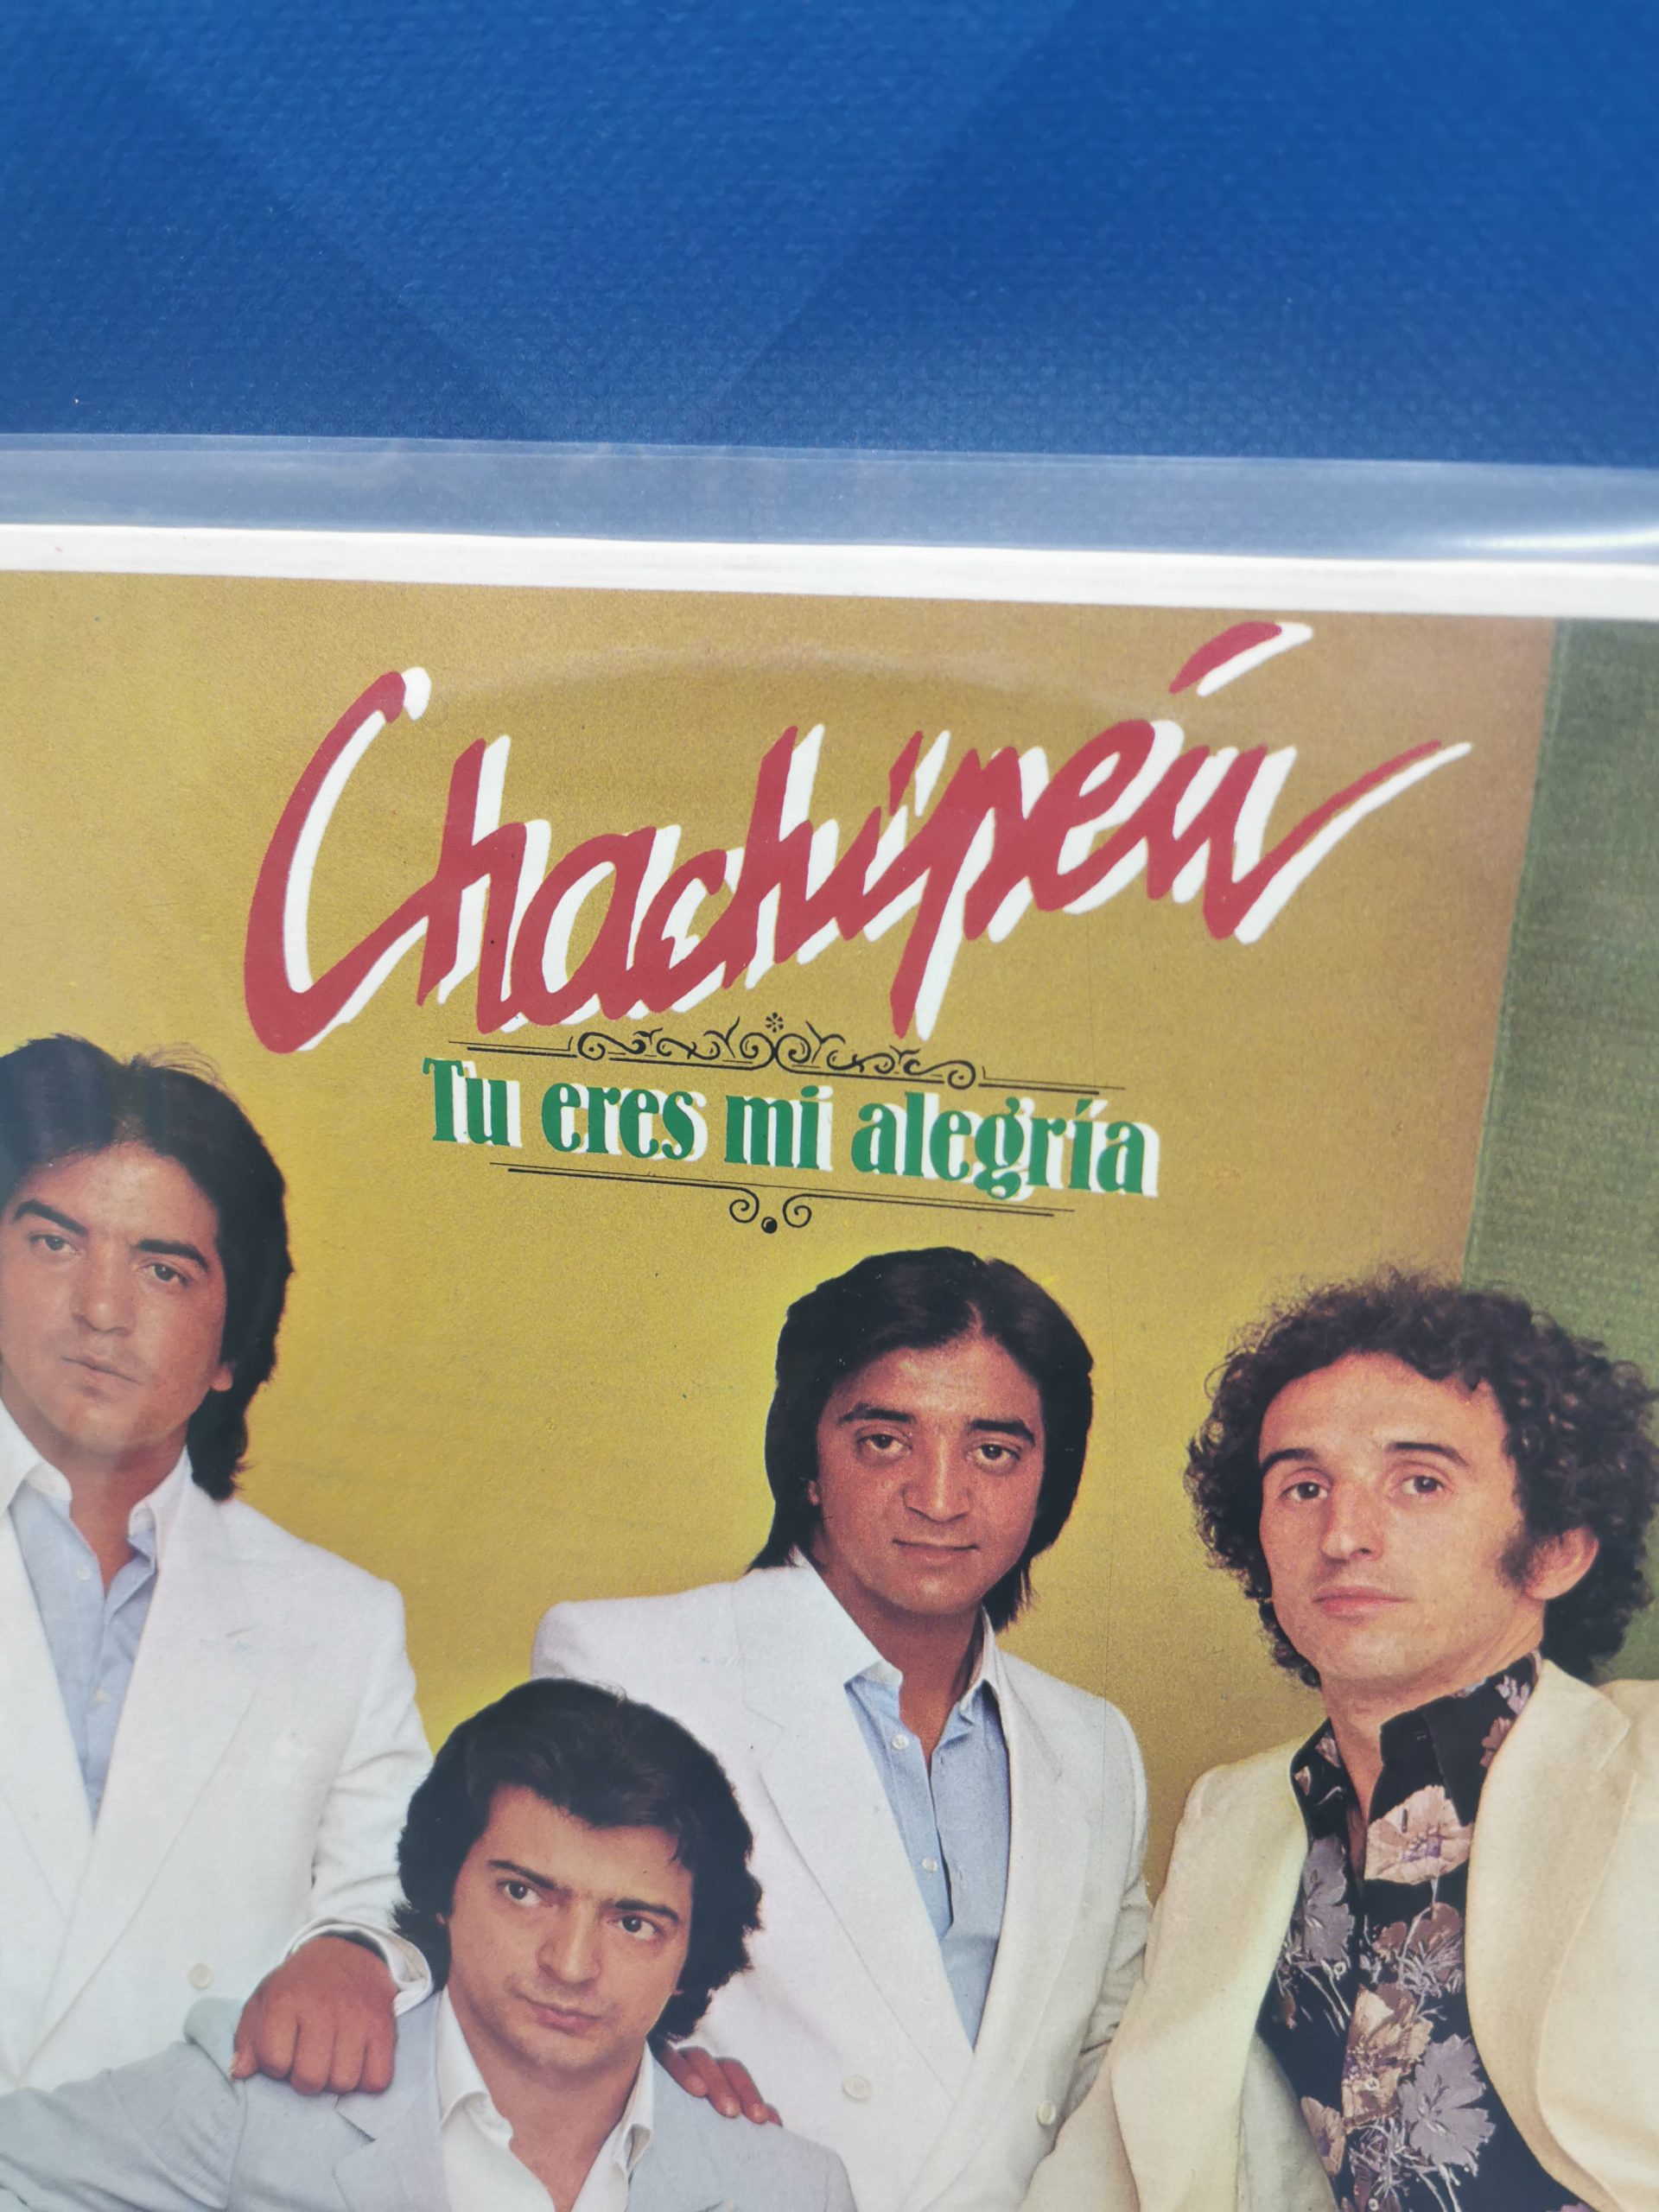 Chachipén
Tu eres mi alegría